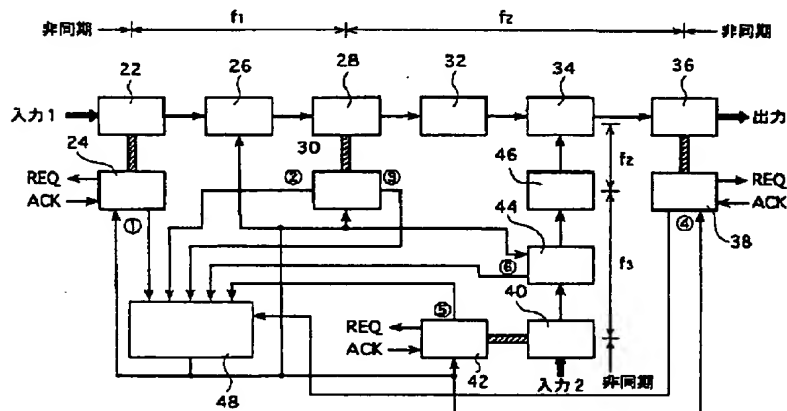 非同期 f1 f2 非同期
22 26 28 32 34 36
入力1 出力
24 30 f2
REQ ② ③ 46 REQ
ACK ACK
① 44 ④ 38
⑥ f3
⑤ 40
REQ
ACK
48 42 入力2 非同期